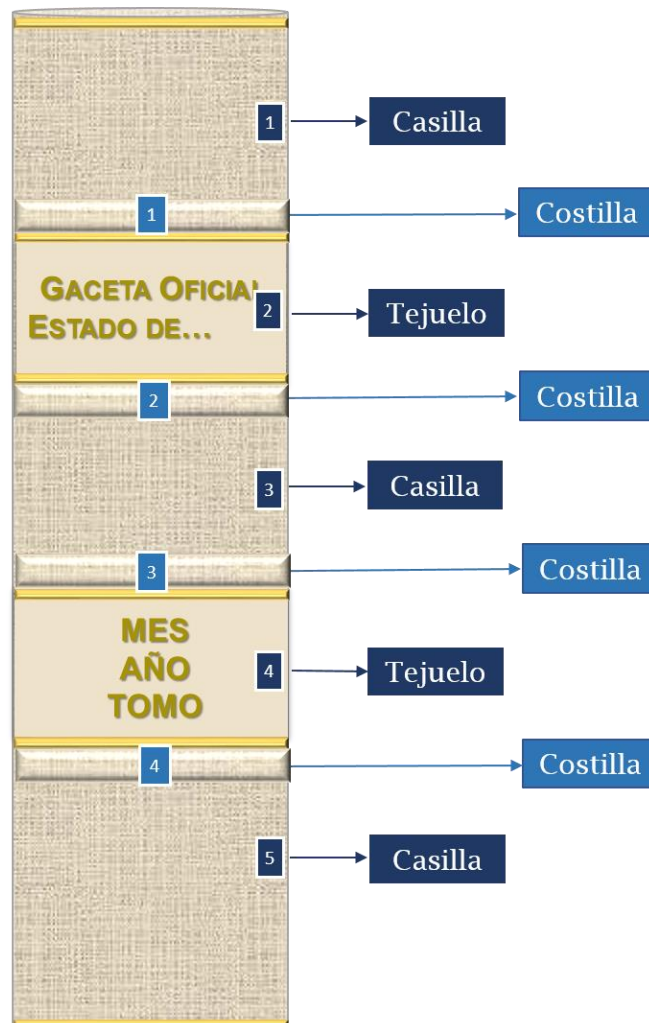 1
Casilla
1
Costilla
GACETA OFICIAL
ESTADO DE...
2
Tejuelo
2
Costilla
3
Casilla
3
Costilla
MES
AÑO
TOMO
4
Tejuelo
4
Costilla
5
Casilla